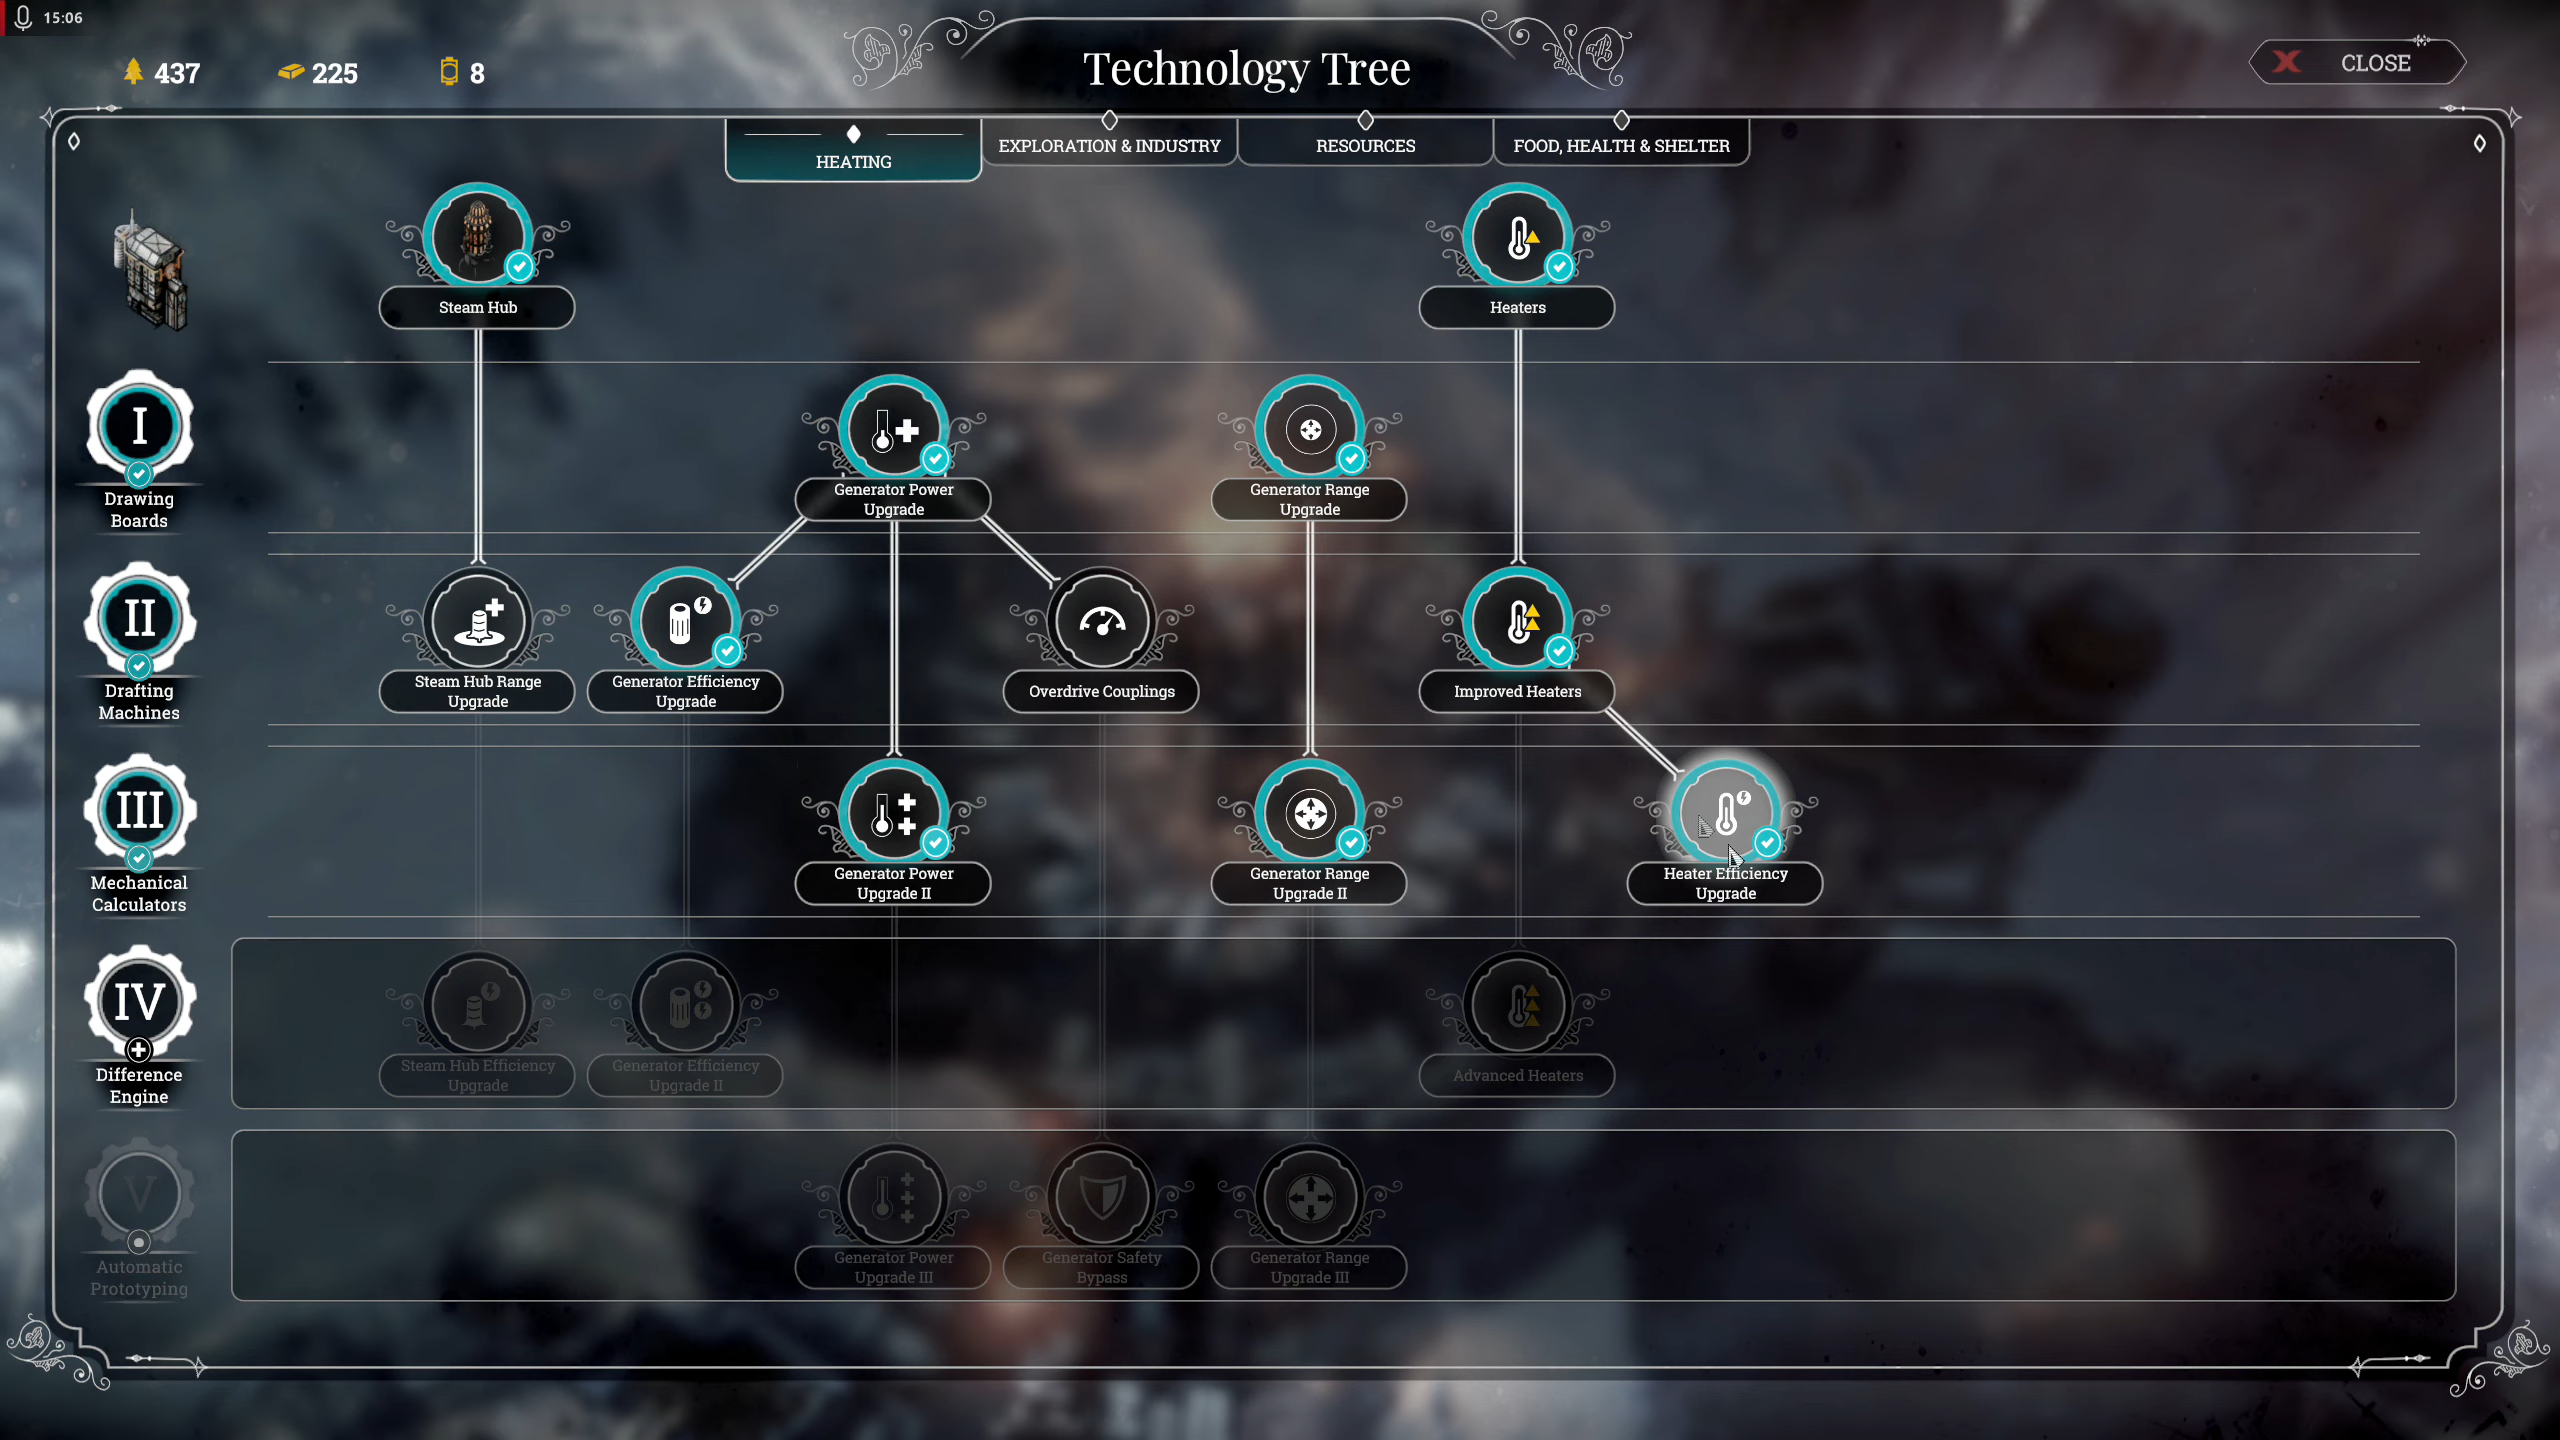 15:06
437
225
8
Technology Tree
CLOSE
HEATING
EXPLORATION & INDUSTRY
RESOURCES
FOOD, HEALTH & SHELTER
Steam Hub
Heaters
I
Drawing
Boards
Generator Power
Upgrade
Generator Range
Upgrade
II
Drafting
Machines
Steam Hub Range
Upgrade
Generator Efficiency
Upgrade
Overdrive Couplings
Improved Heaters
III
Mechanical
Calculators
Generator Power
Upgrade II
Generator Range
Upgrade II
Heater Efficiency
Upgrade
IV
Difference
Engine
Steam Hub Efficiency
Upgrade
Generator Efficiency
Upgrade II
Advanced Heaters
V
Automatic
Prototyping
Generator Power
Upgrade III
Generator Safety
Bypass
Generator Range
Upgrade III